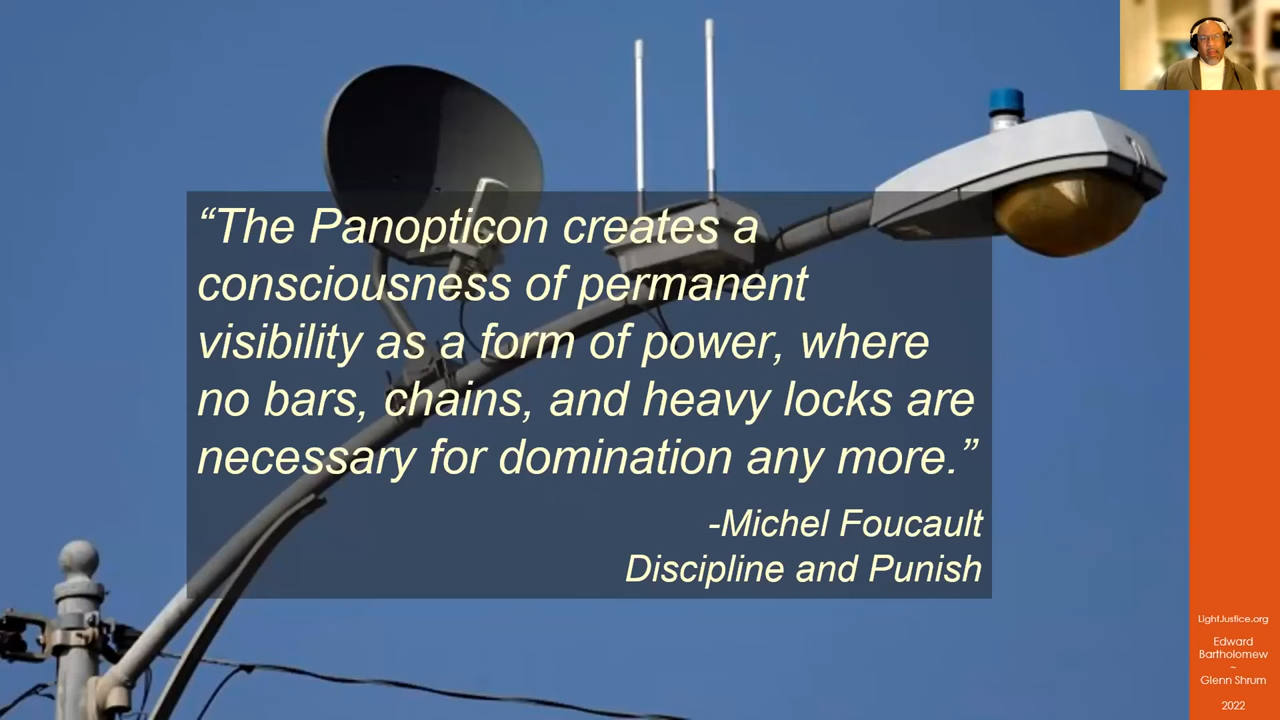 “The Panopticon creates a
consciousness of permanent
visibility as a form of power, where
no bars, chains, and heavy locks are
necessary for domination any more.”
-Michel Foucault
Discipline and Punish
LightJustice.org
Edward
Bartholomew
~
Glenn Shrum
2022